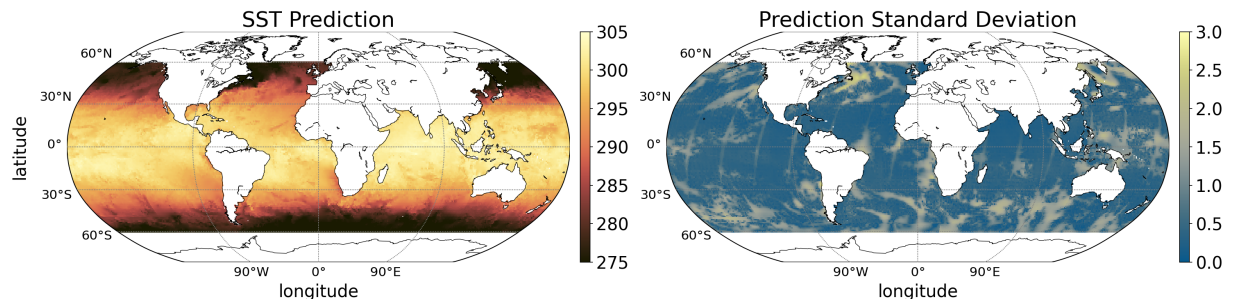 SST Prediction
60°N
30°N
0°
30°S
60°S
latitude
90°W 0° 90°E
longitude
305
300
295
290
285
280
275
Prediction Standard Deviation
60°N
30°N
0°
30°S
60°S
90°W 0° 90°E
longitude
3.0
2.5
2.0
1.5
1.0
0.5
0.0